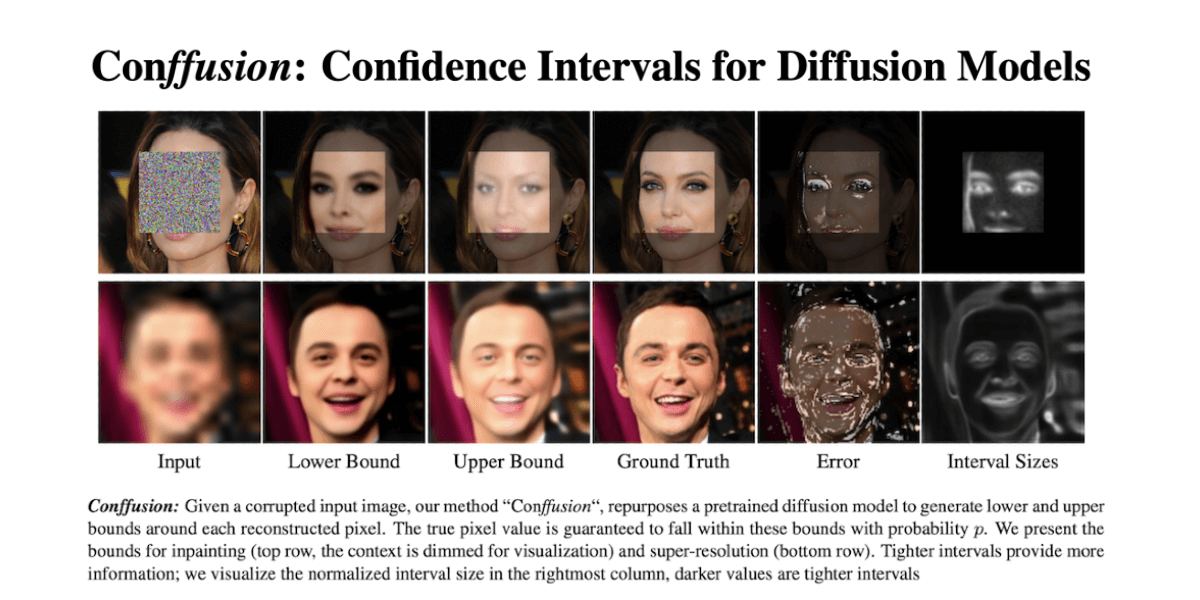 Conffusion: Confidence Intervals for Diffusion Models
Input Lower Bound Upper Bound Ground Truth Error Interval Sizes
Conffusion: Given a corrupted input image, our method “Conffusion“, repurposes a pretrained diffusion model to generate lower and upper
bounds around each reconstructed pixel. The true pixel value is guaranteed to fall within these bounds with probability p. We present the
bounds for inpainting (top row, the context is dimmed for visualization) and super-resolution (bottom row). Tighter intervals provide more
information; we visualize the normalized interval size in the rightmost column, darker values are tighter intervals